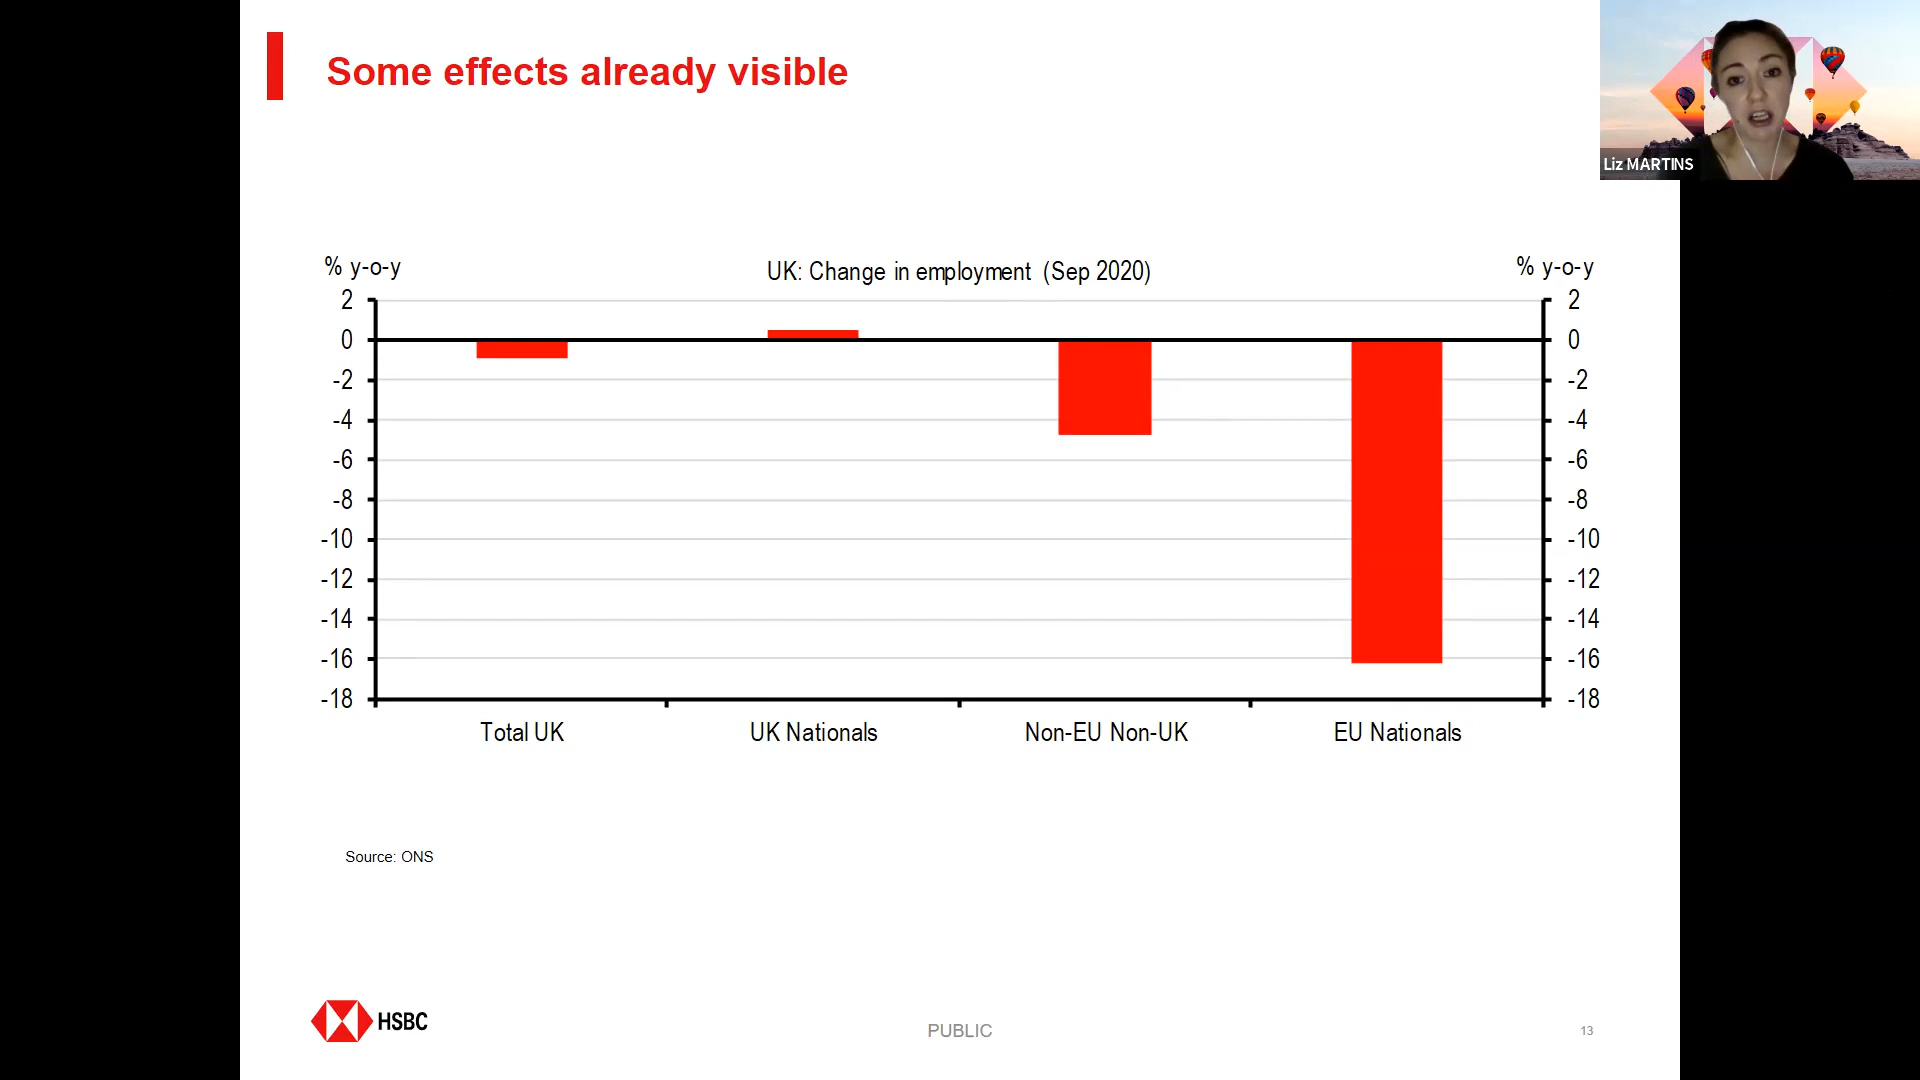 Some effects already visible
Liz MARTINS
% y-o-y
UK: Change in employment (Sep 2020)
% y-o-y
2
0
-2
-4
-6
-8
-10
-12
-14
-16
-18
2
0
-2
-4
-6
-8
-10
-12
-14
-16
-18
Total UK
UK Nationals
Non-EU Non-UK
EU Nationals
Source: ONS
HSBC
PUBLIC
13